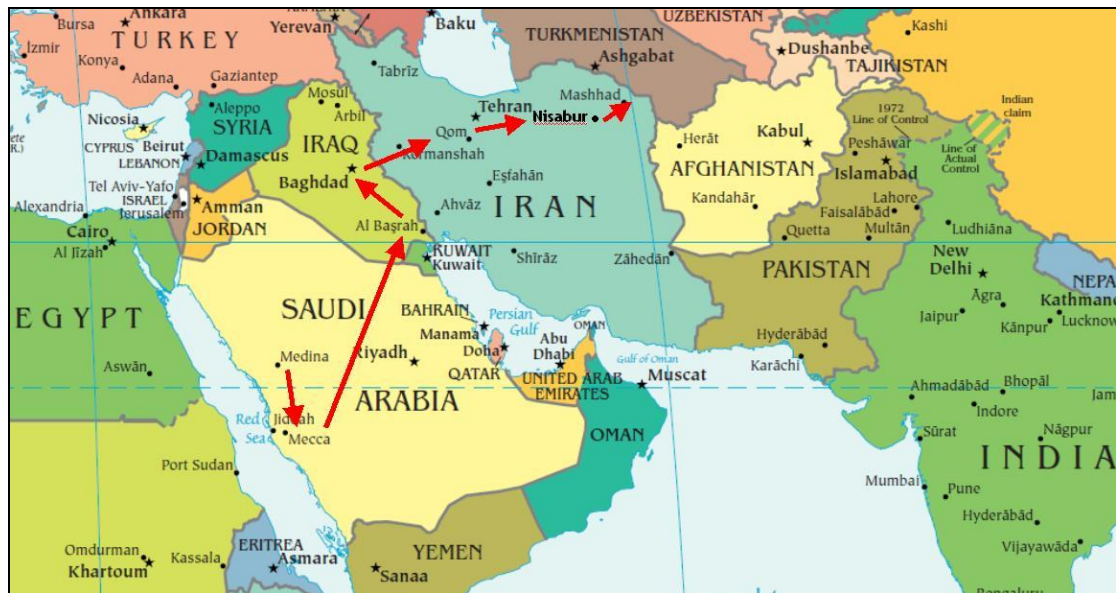 Bursa
Ankara
Yerevan
Baku
UZBEKISTAN
Kashi
İzmir
Konya
TURKEY
Adana
Gaziantep
Tabrīz
TURKMENISTAN
Ashgabat
Dushanbe
TAJIKISTAN
Nicosia
CYPRUS
Aleppo
SYRIA
Mosul
Arbīl
Tehran
Qom
Nisabur
Mashhad
Herāt
Kabul
1972
Line of Control
Indian
claim
Line of
Actual
Control
Beirut
LEBANON
Damascus
IRAQ
Baghdad
Kermanshah
AFGHANISTAN
Peshāwar
Islamabad
Tel Aviv-Yafo
ISRAEL
Jerusalem
Amman
JORDAN
Alexandria
Cairo
Al Jīzah
Eşfahān
Ahvāz
IRAN
Kandahār
Lahore
Faisalābād
Multān
Quetta
Ludhiāna
Al Başrah
KUWAIT
Kuwait
Shīrāz
Zāhedān
PAKISTAN
New
Delhi
NEPA
Kathmand
Āgra
Lucknow
Jaipur
Kānpur
EGYPT
Aswān
SAUDI
ARABIA
Medina
Riyadh
BAHRAIN
Manama
Persian
Gulf
Doha
QATAR
OMAN
Abu
Dhabi
UNITED ARAB
EMIRATES
Gulf of Oman
Muscat
Hyderābād
Karāchi
Ahmadābād
Bhopāl
Jam
Indore
Red
Sea
Jiddah
Mecca
OMAN
Sūrat
Nāgpur
INDIA
Port Sudan
Mumbai
Pune
Hyderābād
Vijayawāda
Omdurman
Khartoum
Kassala
ERITREA
Asmara
YEMEN
Sanaa